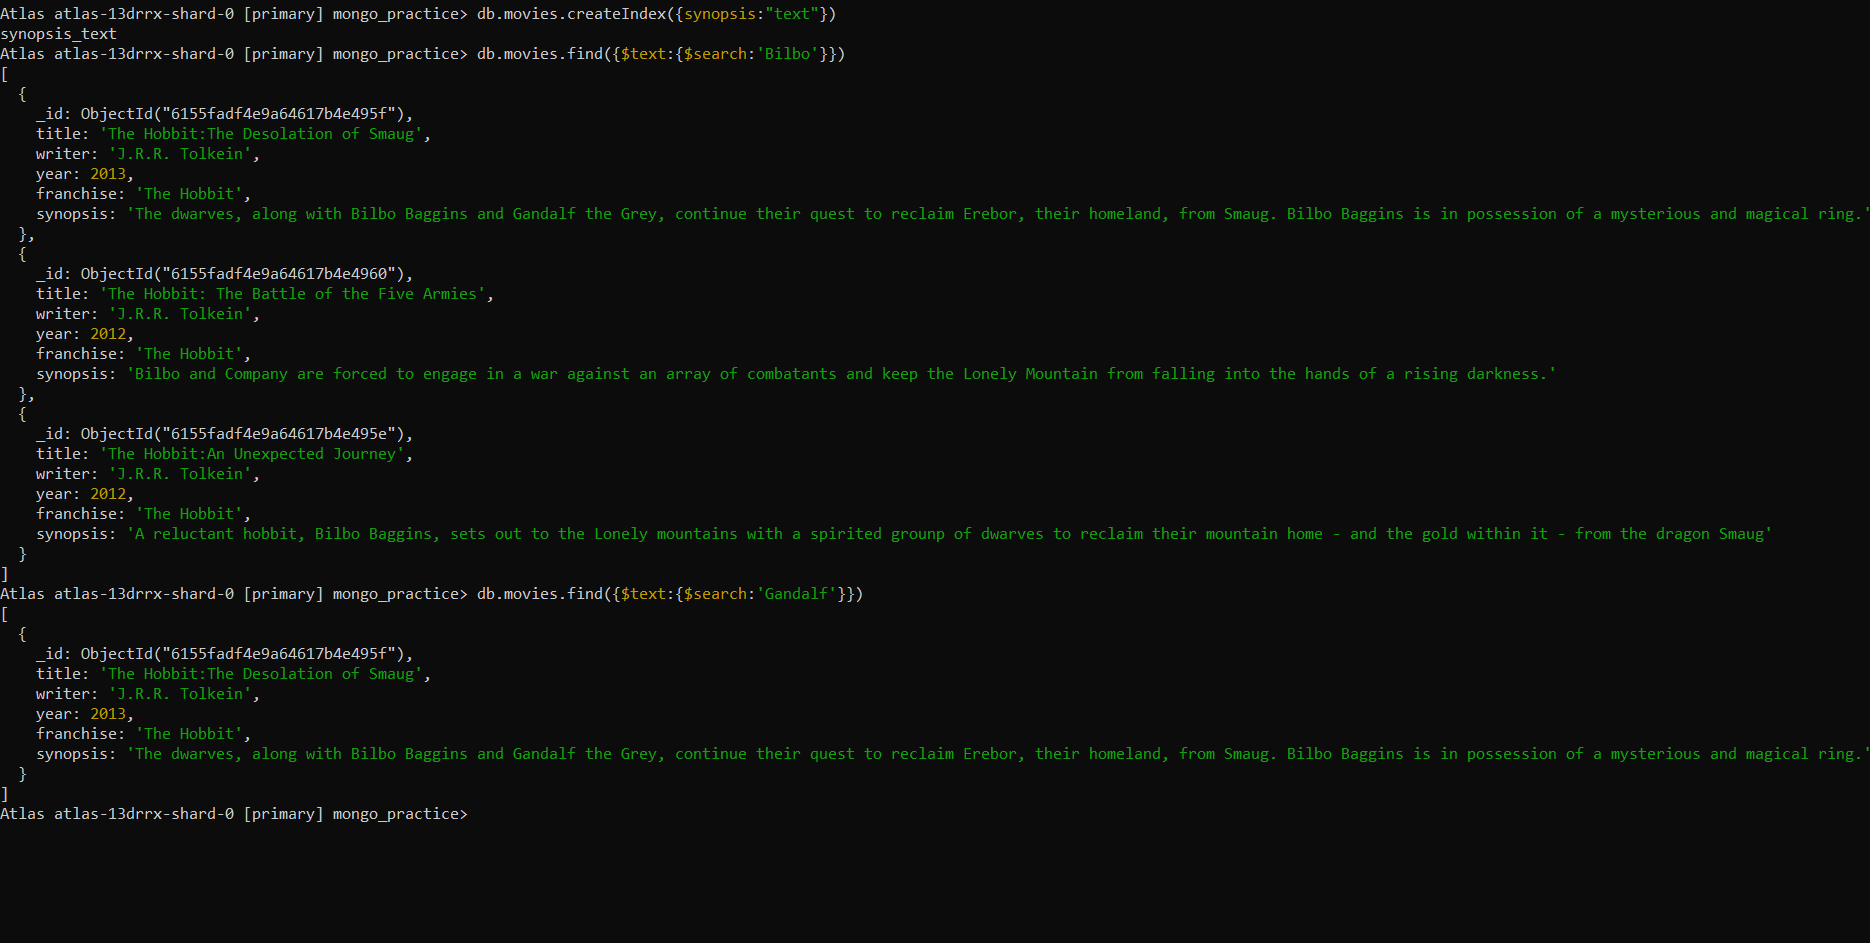 Atlas atlas-13drrx-shard-0 [primary] mongo_practice> db.movies.createIndex({synopsis:"text"})
synopsis_text
Atlas atlas-13drrx-shard-0 [primary] mongo_practice> db.movies.find({$text:{$search:'Bilbo'}})
[
  {
    _id: ObjectId("6155fadf4e9a64617b4e495f"),
    title: 'The Hobbit:The Desolation of Smaug',
    writer: 'J.R.R. Tolkein',
    year: 2013,
    franchise: 'The Hobbit',
    synopsis: 'The dwarves, along with Bilbo Baggins and Gandalf the Grey, continue their quest to reclaim Erebor, their homeland, from Smaug. Bilbo Baggins is in possession of a mysterious and magical ring.'
  },
  {
    _id: ObjectId("6155fadf4e9a64617b4e4960"),
    title: 'The Hobbit: The Battle of the Five Armies',
    writer: 'J.R.R. Tolkein',
    year: 2012,
    franchise: 'The Hobbit',
    synopsis: 'Bilbo and Company are forced to engage in a war against an array of combatants and keep the Lonely Mountain from falling into the hands of a rising darkness.'
  },
  {
    _id: ObjectId("6155fadf4e9a64617b4e495e"),
    title: 'The Hobbit:An Unexpected Journey',
    writer: 'J.R.R. Tolkein',
    year: 2012,
    franchise: 'The Hobbit',
    synopsis: 'A reluctant hobbit, Bilbo Baggins, sets out to the Lonely mountains with a spirited grounp of dwarves to reclaim their mountain home - and the gold within it - from the dragon Smaug'
  }
]
Atlas atlas-13drrx-shard-0 [primary] mongo_practice> db.movies.find({$text:{$search:'Gandalf'}})
[
  {
    _id: ObjectId("6155fadf4e9a64617b4e495f"),
    title: 'The Hobbit:The Desolation of Smaug',
    writer: 'J.R.R. Tolkein',
    year: 2013,
    franchise: 'The Hobbit',
    synopsis: 'The dwarves, along with Bilbo Baggins and Gandalf the Grey, continue their quest to reclaim Erebor, their homeland, from Smaug. Bilbo Baggins is in possession of a mysterious and magical ring.'
  }
]
Atlas atlas-13drrx-shard-0 [primary] mongo_practice>